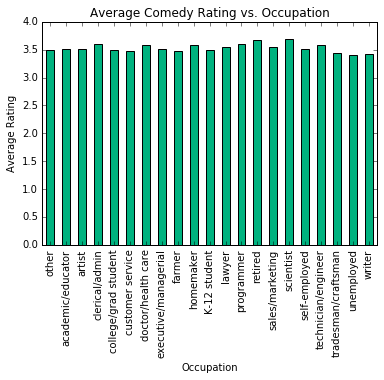 Average Comedy Rating vs. Occupation
4.0
3.5
3.0
2.5
2.0
1.5
1.0
0.5
0.0
Average Rating
other
academic/educator
artist
clerical/admin
college/grad student
customer service
doctor/health care
executive/managerial
farmer
homemaker
K-12 student
lawyer
programmer
retired
sales/marketing
scientist
self-employed
technician/engineer
tradesman/craftsman
unemployed
writer
Occupation